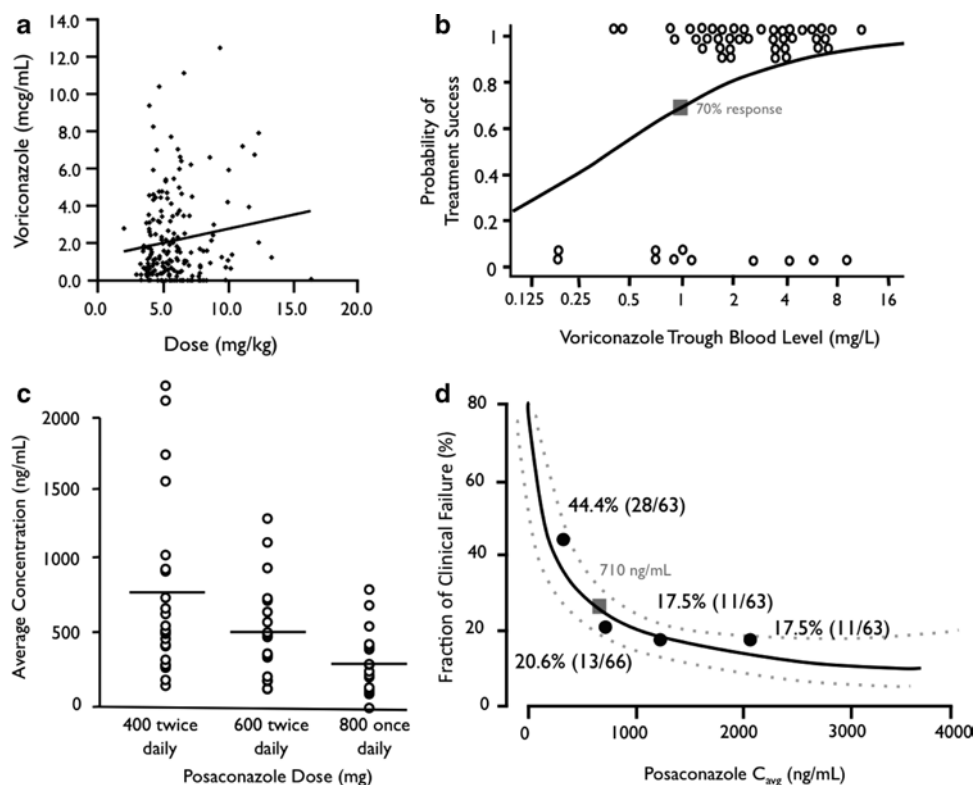 a
Voriconazole (mcg/mL)
14.0
12.0
10.0
8.0
6.0
4.0
2.0
0.0
0.0 5.0 10.0 15.0 20.0
Dose (mg/kg)
b
Probability of
Treatment Success
1
0.8
0.6
0.4
0.2
0
70% response
0.125 0.25 0.5 1 2 4 8 16
Voriconazole Trough Blood Level (mg/L)
c
Average Concentration (ng/mL)
2000
1500
1000
500
0
400 twice daily
600 twice daily
800 once daily
Posaconazole Dose (mg)
d
Fraction of Clinical Failure (%)
80
60
40
20
0
44.4% (28/63)
710 ng/mL
17.5% (11/63)
17.5% (11/63)
20.6% (13/66)
0 1000 2000 3000 4000
Posaconazole Cavg (ng/mL)